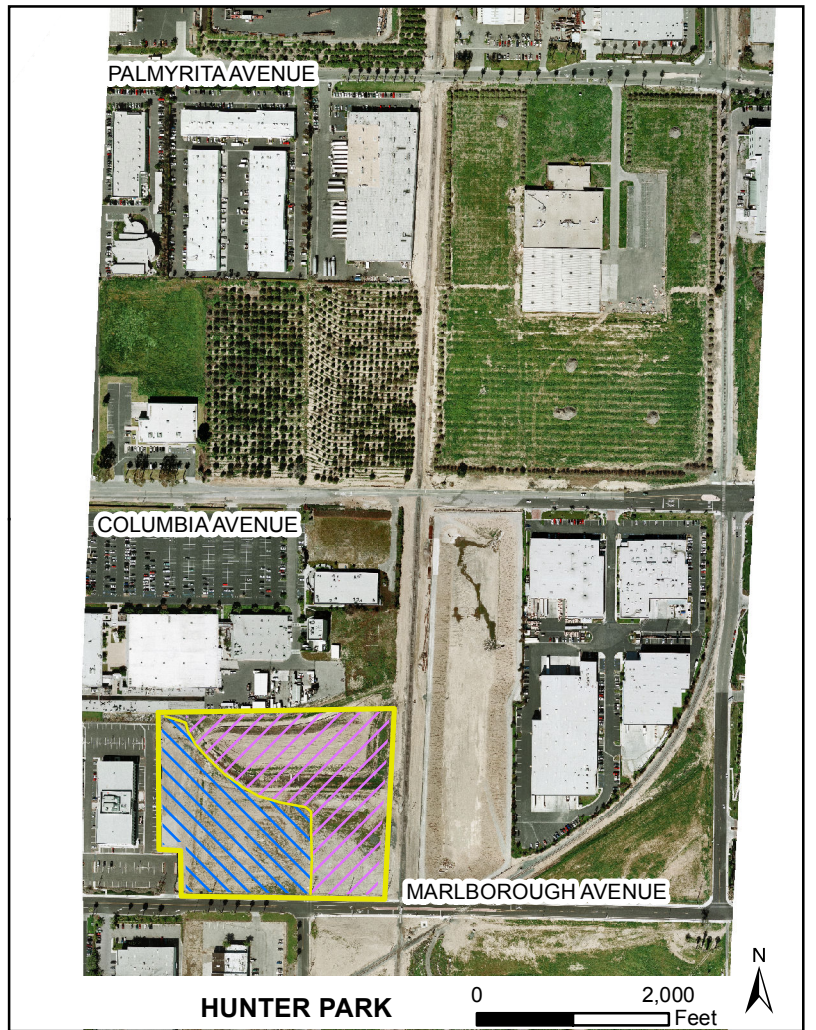 PALMYRITA AVENUE
COLUMBIA AVENUE
MARLBOROUGH AVENUE
HUNTER PARK
0 2,000
Feet
N